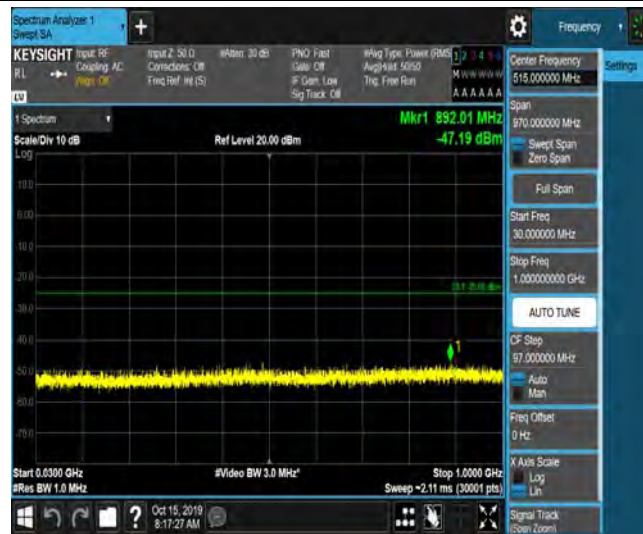 Spectrum Analyzer 1
Swept SA
+
Frequency
KEYSIGHT
RL
Input: RF
Coupling: AC
Align: Off
Input Z: 50 Ω
Corrections: Off
Freq Ref: Int (S)
#Atten: 30 dB
PNO: Fast
Gate: Off
IF Gain: Low
Sig Track: Off
#Avg Type: Power (RMS
Avg|Hold: 50/50
Trig: Free Run
1 2 3 4 5 6
M W W W W W
A A A A A A
LV
1 Spectrum
Scale/Div 10 dB
Log
Ref Level 20.00 dBm
Mkr1 892.01 MHz
-47.19 dBm
10.0
0.00
-10.0
-20.0
-30.0
-40.0
-50.0
-60.0
-70.0
1
Start 0.0300 GHz
#Res BW 1.0 MHz
#Video BW 3.0 MHz*
Stop 1.0000 GHz
Sweep ~2.11 ms (30001 pts)
Center Frequency
515.000000 MHz
Settings
Span
970.000000 MHz
Swept Span
Zero Span
Full Span
Start Freq
30.000000 MHz
Stop Freq
1.000000000 GHz
AUTO TUNE
CF Step
97.000000 MHz
Auto
Man
Freq Offset
0 Hz
X Axis Scale
Log
Lin
Signal Track
(Span Zoom)
?
Oct 15, 2019
8:17:27 AM